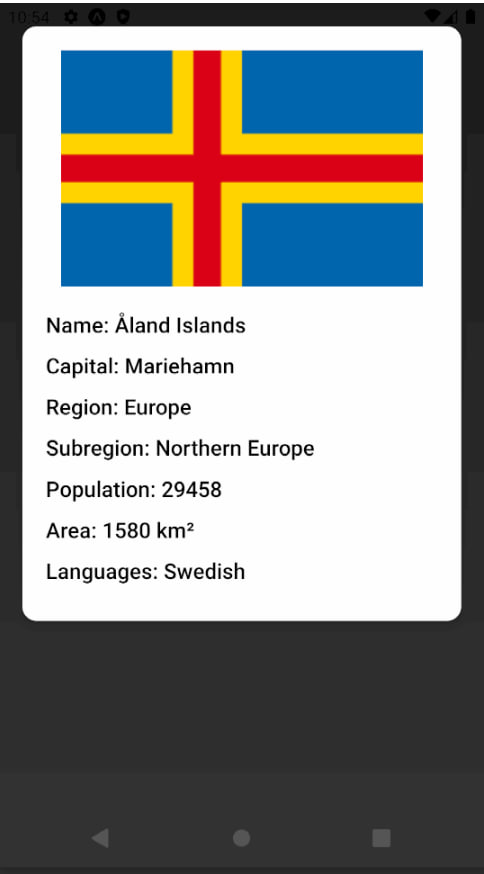 10:54
Name: Åland Islands
Capital: Mariehamn
Region: Europe
Subregion: Northern Europe
Population: 29458
Area: 1580 km²
Languages: Swedish